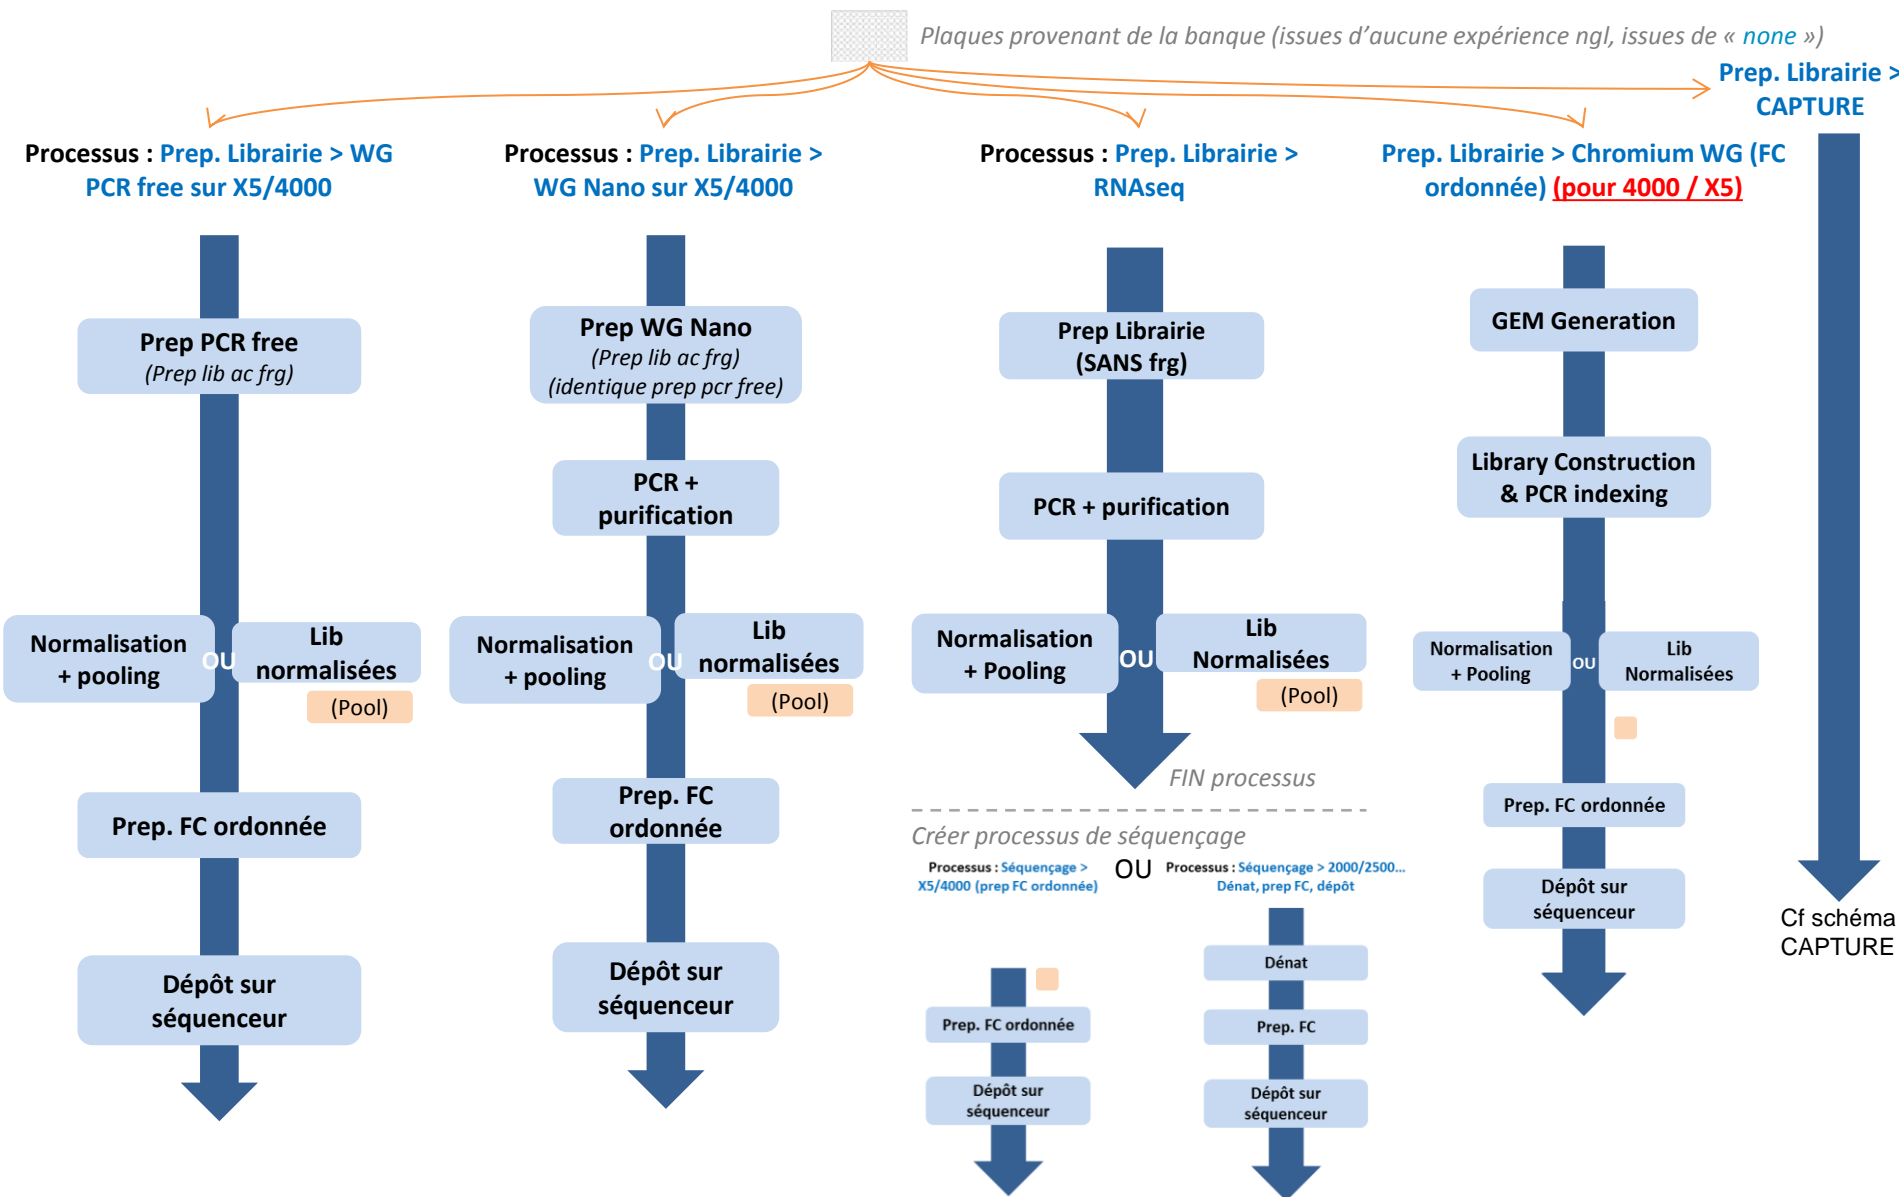 Plaques provenant de la banque (issues d’aucune expérience ngl, issues de « none »)
Prep. Librairie >
CAPTURE
Processus : Prep. Librairie > WG
PCR free sur X5/4000
Processus : Prep. Librairie >
WG Nano sur X5/4000
Processus : Prep. Librairie >
RNAseq
Prep. Librairie > Chromium WG (FC
ordonnée) (pour 4000 / X5)
Prep PCR free
(Prep lib ac frg)
Normalisation
+ pooling
OU
Lib
normalisées
(Pool)
Prep. FC ordonnée
Dépôt sur
séquenceur
Prep WG Nano
(Prep lib ac frg)
(identique prep pcr free)
PCR +
purification
Normalisation
+ pooling
OU
Lib
normalisées
(Pool)
Prep. FC
ordonnée
Dépôt sur
séquenceur
Prep Librairie
(SANS frg)
PCR + purification
Normalisation
+ Pooling
OU
Lib
Normalisées
(Pool)
FIN processus
Créer processus de séquençage
Processus : Séquençage >
X5/4000 (prep FC ordonnée)
OU
Processus : Séquençage > 2000/2500...
Dénat, prep FC, dépôt
Prep. FC ordonnée
Dépôt sur
séquenceur
Dénat
Prep. FC
Dépôt sur
séquenceur
GEM Generation
Library Construction
& PCR indexing
Normalisation
+ Pooling
OU
Lib
Normalisées
Prep. FC ordonnée
Dépôt sur
séquenceur
Cf schéma
CAPTURE